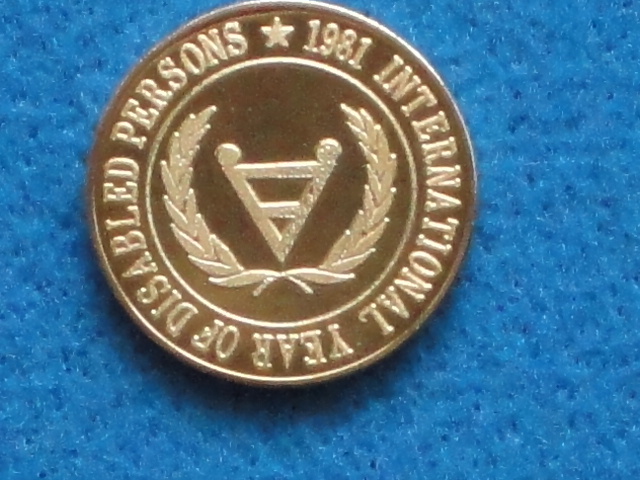 ★ 1981 INTERNATIONAL YEAR OF DISABLED PERSONS